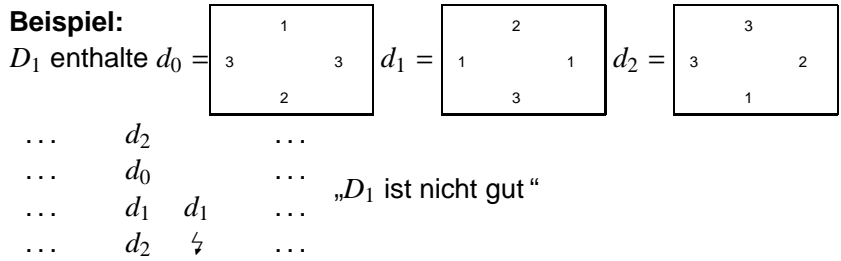 Beispiel:
D₁ enthalte d₀ = 1 3 3 2 d₁ = 2 1 1 3 d₂ = 3 3 2 1
... d₂ ...
... d₀ ...
„D₁ ist nicht gut“
... d₁ d₁ ...
... d₂ ↯ ...